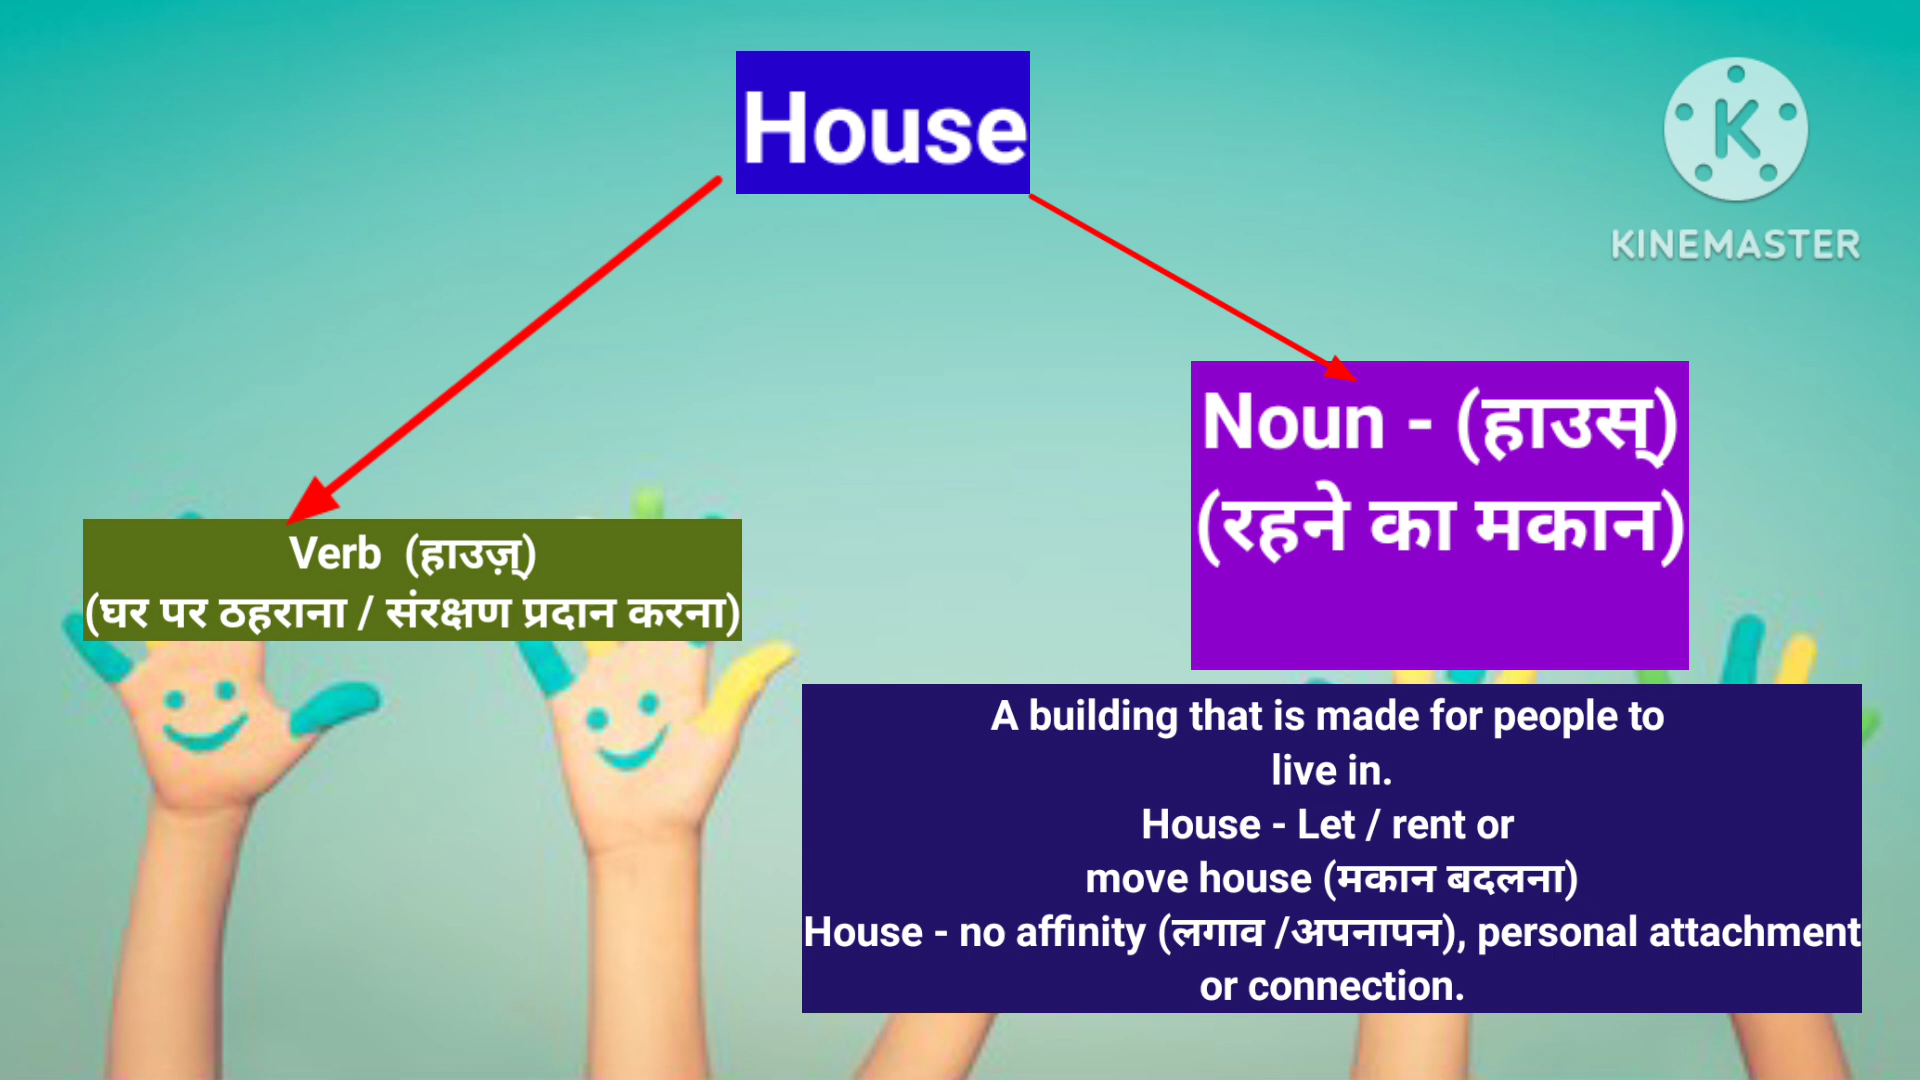 House
K
KINEMASTER
Noun - (हाउस्)
(रहने का मकान)
Verb (हाउज़्)
(घर पर ठहराना / संरक्षण प्रदान करना)
A building that is made for people to
live in.
House - Let / rent or
move house (मकान बदलना)
House - no affinity (लगाव /अपनापन), personal attachment
or connection.